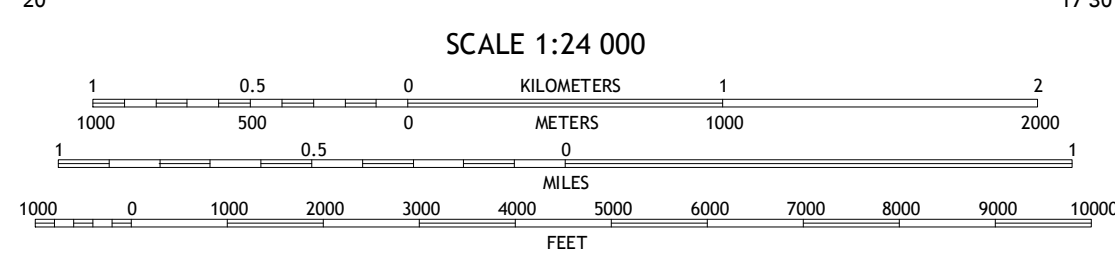 20 17 30
SCALE 1:24 000
1 0.5 0 KILOMETERS 1 2
1000 500 0 METERS 1000 2000
1 0.5 0 1
MILES
1000 0 1000 2000 3000 4000 5000 6000 7000 8000 9000 10000
FEET